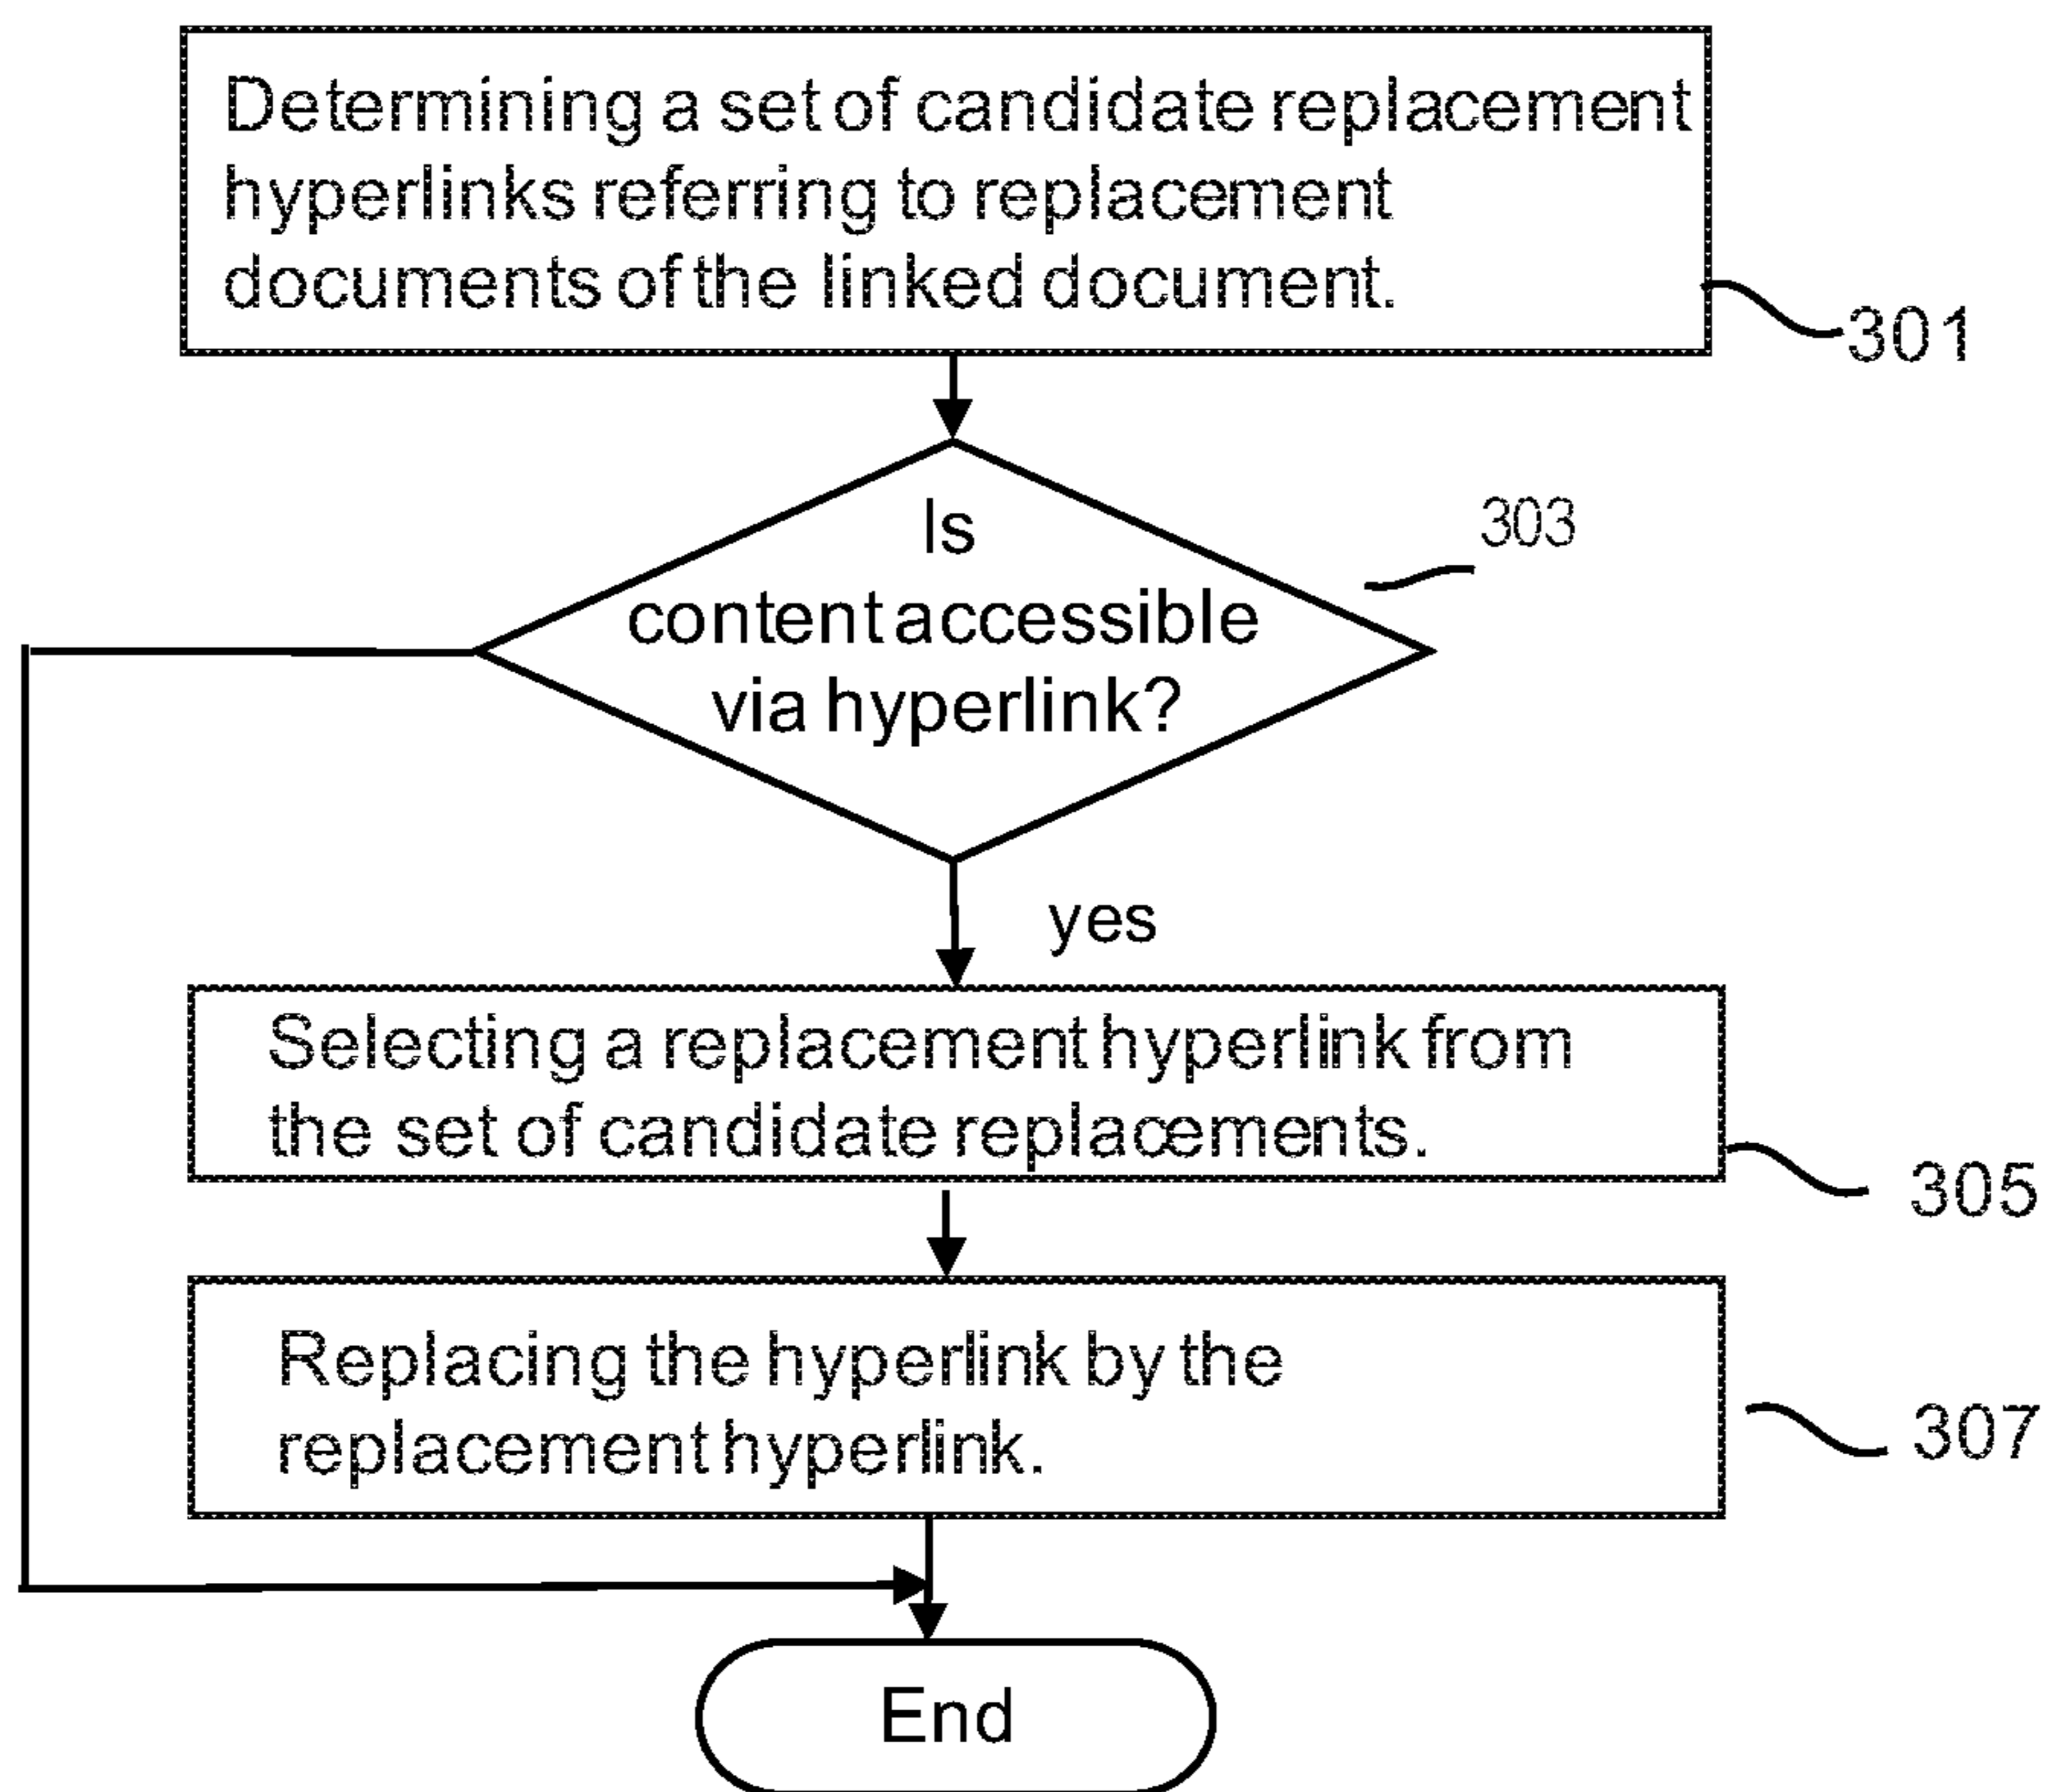 Determining a set of candidate replacement
hyperlinks referring to replacement
documents of the linked document.
301
Is
content accessible
via hyperlink?
303
yes
Selecting a replacement hyperlink from
the set of candidate replacements.
305
Replacing the hyperlink by the
replacement hyperlink.
307
End